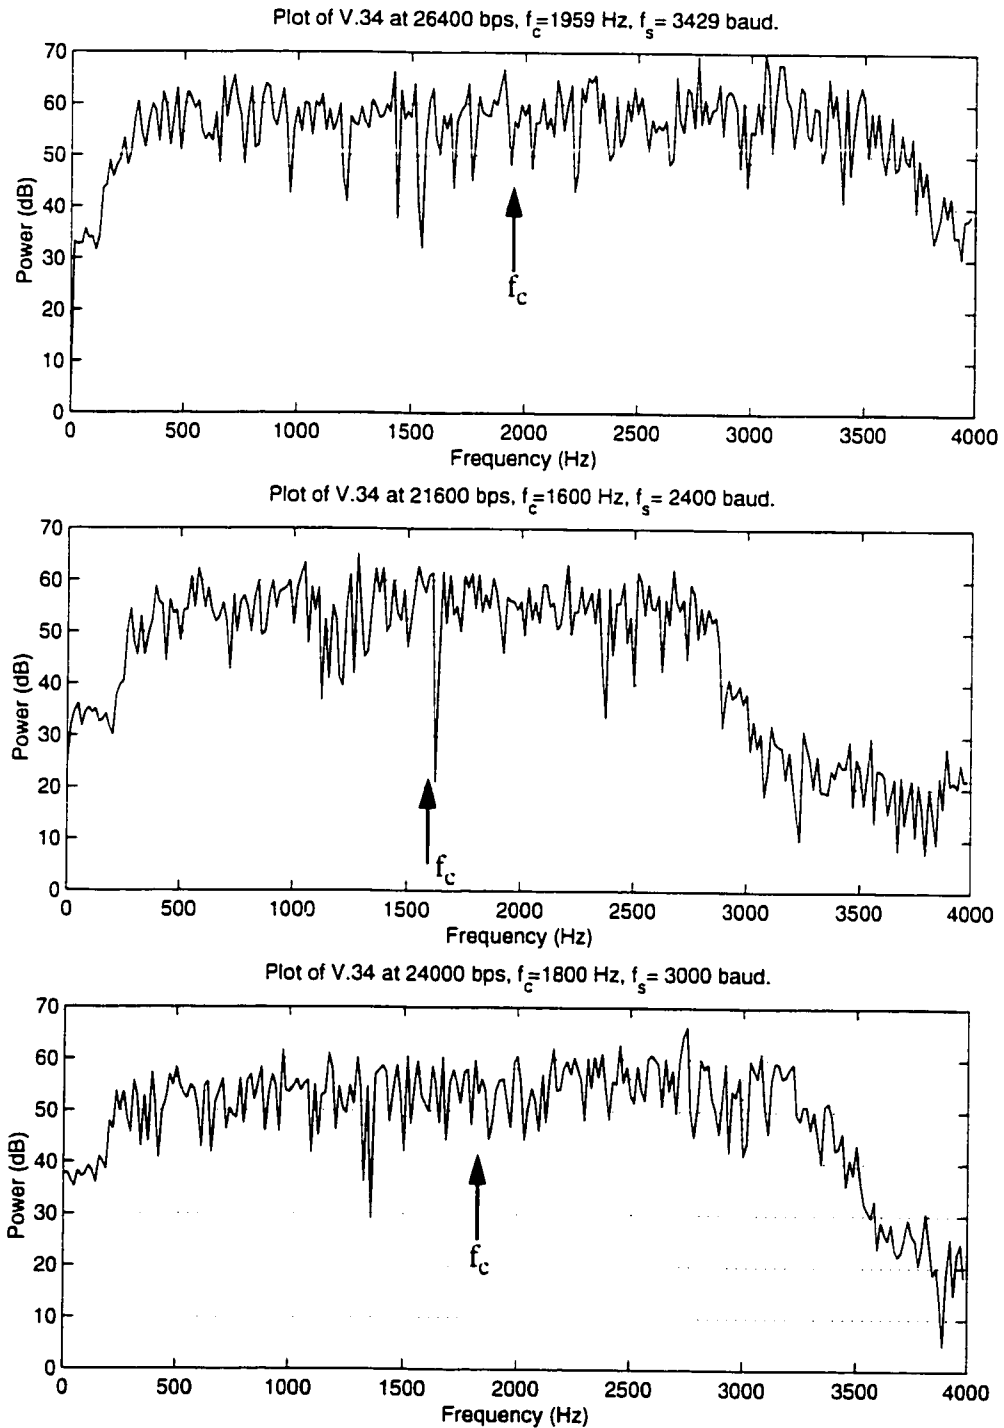 Plot of V.34 at 26400 bps, fc=1959 Hz, fs= 3429 baud.
70
60
50
40
30
20
10
0
Power (dB)
fc
0 500 1000 1500 2000 2500 3000 3500 4000
Frequency (Hz)
Plot of V.34 at 21600 bps, fc=1600 Hz, fs= 2400 baud.
70
60
50
40
30
20
10
0
Power (dB)
fc
0 500 1000 1500 2000 2500 3000 3500 4000
Frequency (Hz)
Plot of V.34 at 24000 bps, fc=1800 Hz, fs= 3000 baud.
70
60
50
40
30
20
10
0
Power (dB)
fc
0 500 1000 1500 2000 2500 3000 3500 4000
Frequency (Hz)